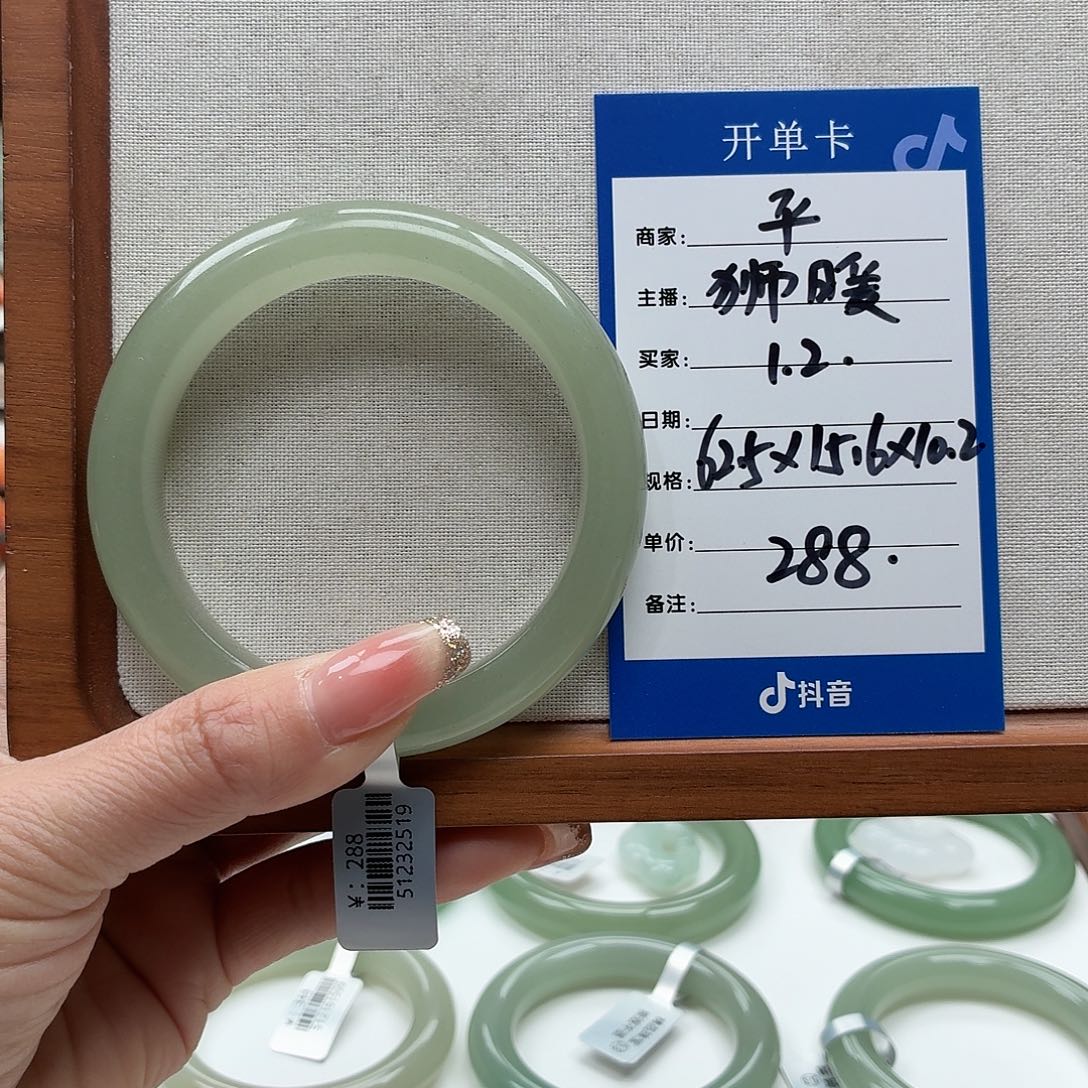 开单卡
商家: 平
主播: 狮暖
买家: 1.2.
日期:
规格: 62.5×15.6×10.2
单价: 288.
备注:
抖音
¥: 288
51232519